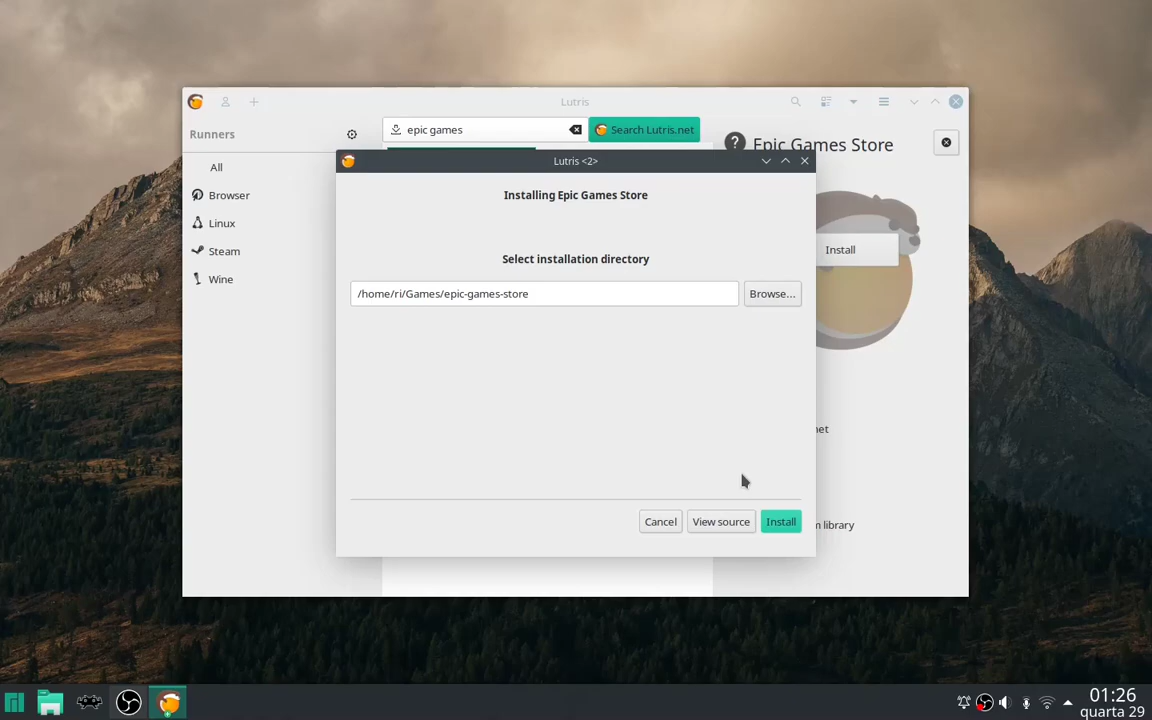 Lutris
Runners
epic games
Search Lutris.net
Epic Games Store
All
Browser
Linux
Steam
Wine
Install
Lutris <2>
Installing Epic Games Store
Select installation directory
/home/ri/Games/epic-games-store
Browse...
net
m library
Cancel
View source
Install
01:26
quarta 29